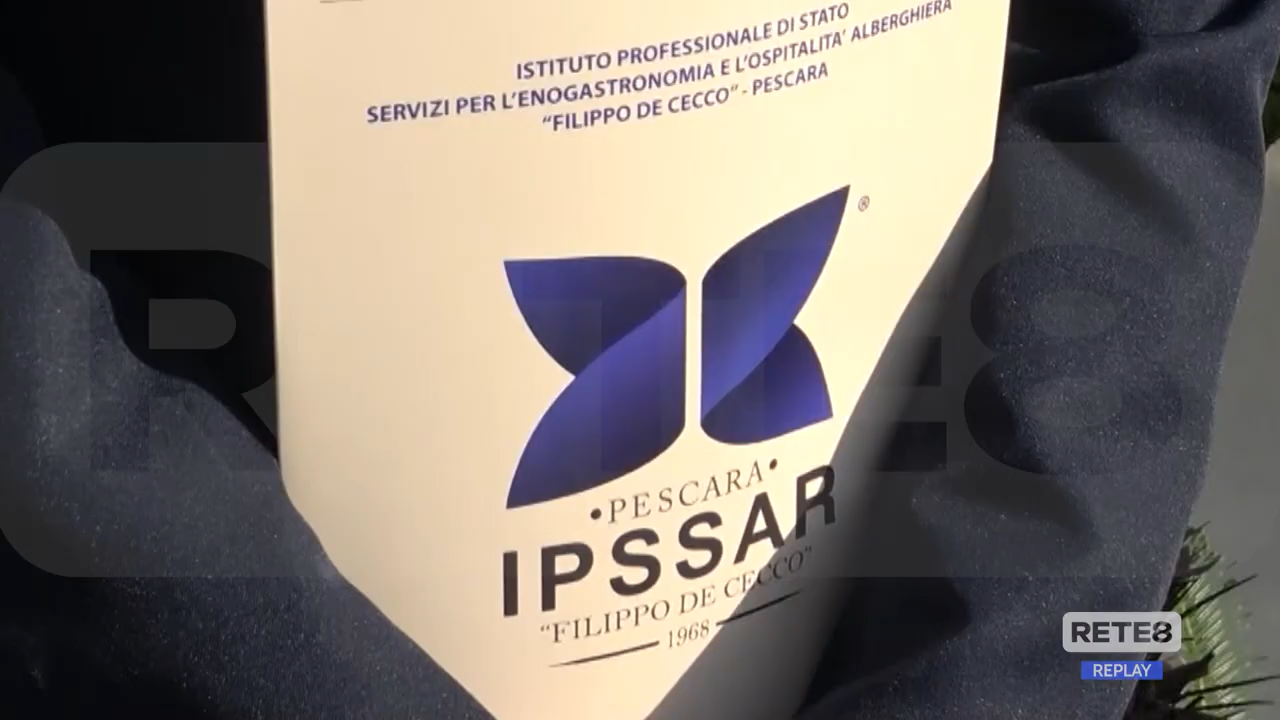 ISTITUTO PROFESSIONALE DI STATO
SERVIZI PER L'ENOGASTRONOMIA E L'OSPITALITA' ALBERGHIERA
"FILIPPO DE CECCO" - PESCARA
®
•PESCARA•
IPSSAR
"FILIPPO DE CECCO"
1968
RETE8
RETE8
REPLAY